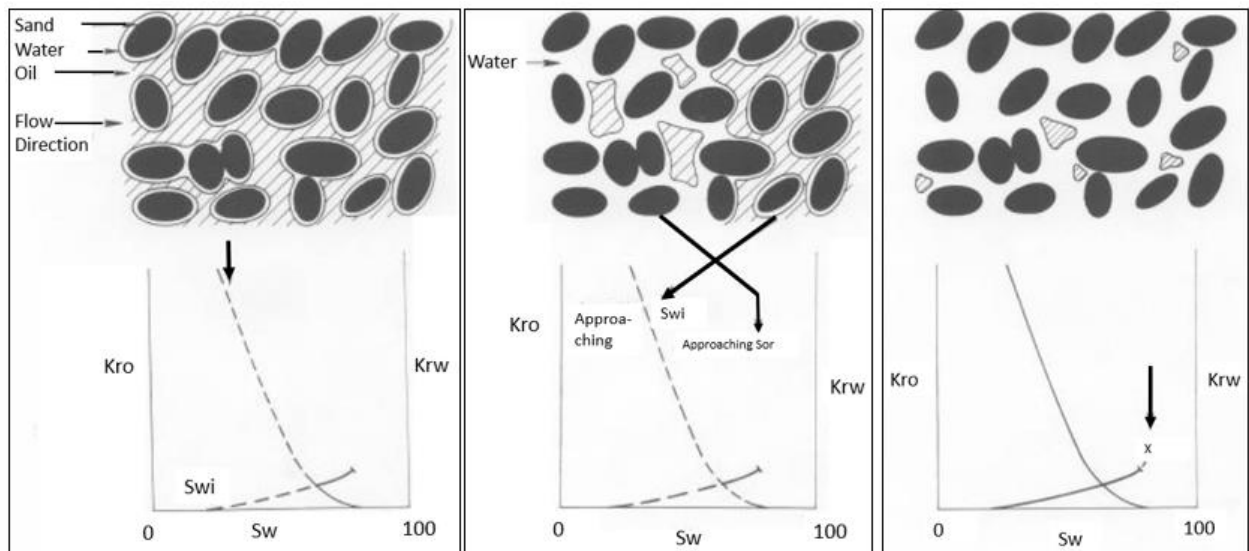 Sand
Water
Oil
Flow
Direction
Kro
Krw
Swi
0
Sw
100
Water
Kro
Approa-
ching
Swi
Approaching Sor
Krw
0
Sw
100
Kro
Krw
x
0
Sw
100